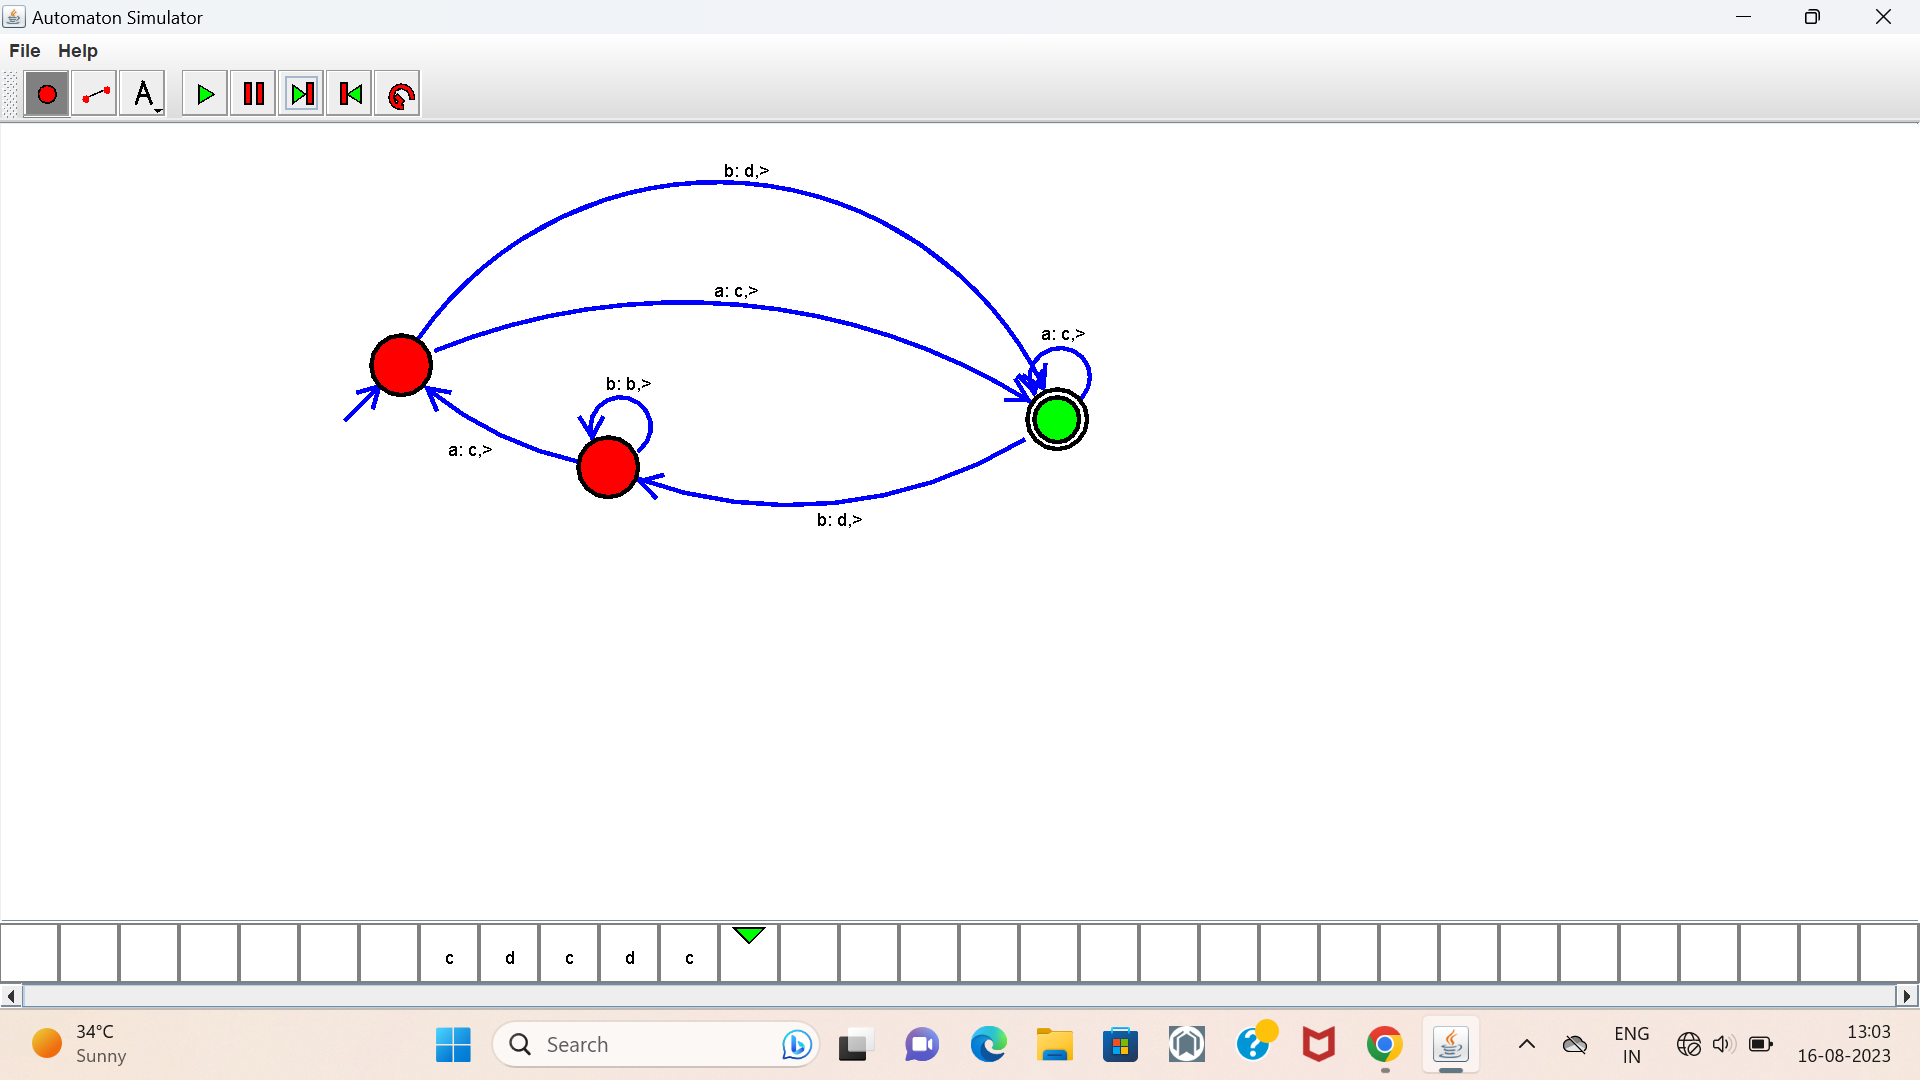 Automaton Simulator
File Help
A
b: d,>
a: c,>
a: c,>
b: b,>
a: c,>
b: d,>
c d c d c
34°C
Sunny
Search
ENG
IN
13:03
16-08-2023